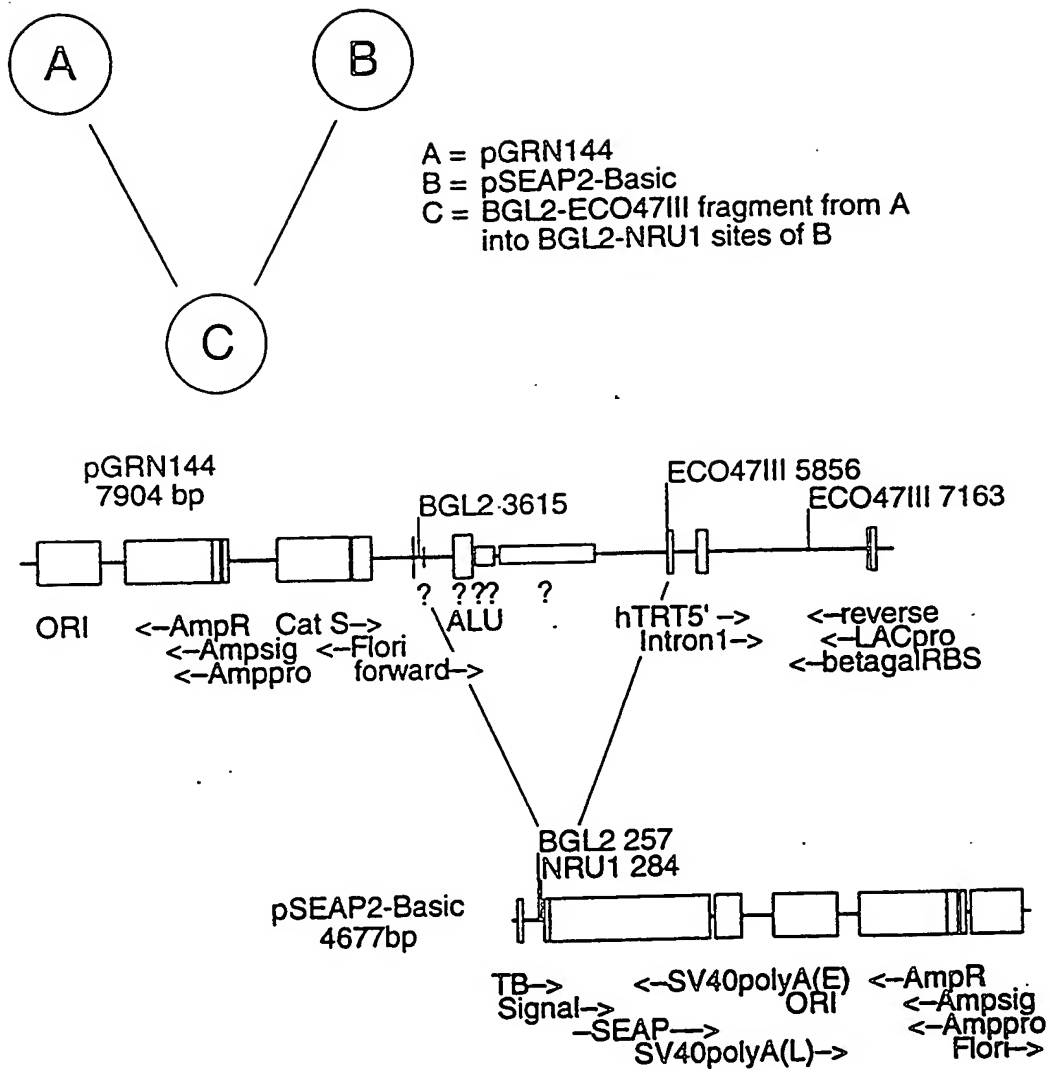 A
B
A = pGRN144
B = pSEAP2-Basic
C = BGL2-ECO47III fragment from A
into BGL2-NRU1 sites of B
C
pGRN144
7904 bp
BGL2 3615
ECO47III 5856
ECO47III 7163
? ? ?? ?
ORI
<-AmpR
<-Ampsig
<-Amppro
Cat S->
<-Flori
forward->
ALU
hTRT5' ->
Intron1->
<-reverse
<-LACpro
<-betagalRBS
BGL2 257
NRU1 284
pSEAP2-Basic
4677bp
TB->
Signal->
-SEAP->
<-SV40polyA(E)
SV40polyA(L)->
ORI
<-AmpR
<-Ampsig
<-Amppro
Flori->